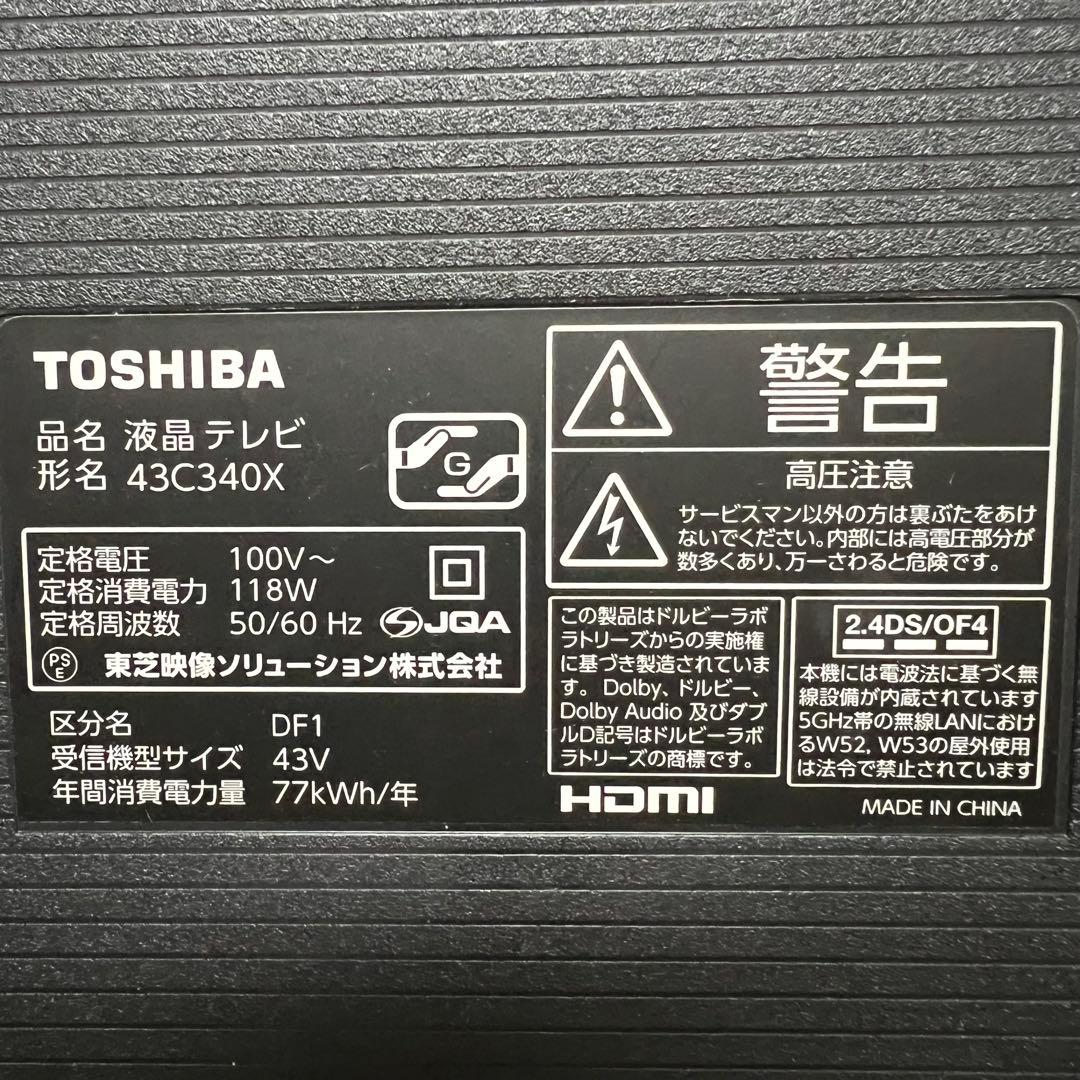 TOSHIBA
品名 液晶テレビ
形名 43C340X
G
定格電圧 100V～
定格消費電力 118W
定格周波数 50/60 Hz
JQA
PSE
東芝映像ソリューション株式会社
区分名 DF1
受信機型サイズ 43V
年間消費電力量 77kWh/年
警告
高圧注意
サービスマン以外の方は裏ぶたをあけ
ないでください。内部には高電圧部分が
数多くあり、万一さわると危険です。
この製品はドルビーラボ
ラトリーズからの実施権
に基づき製造されていま
す。Dolby、ドルビー、
Dolby Audio 及びダブ
ルD記号はドルビーラボ
ラトリーズの商標です。
HDMI
2.4DS/OF4
本機には電波法に基づく無
線設備が内蔵されています
5GHz帯の無線LANにおけ
るW52, W53の屋外使用
は法令で禁止されています
MADE IN CHINA